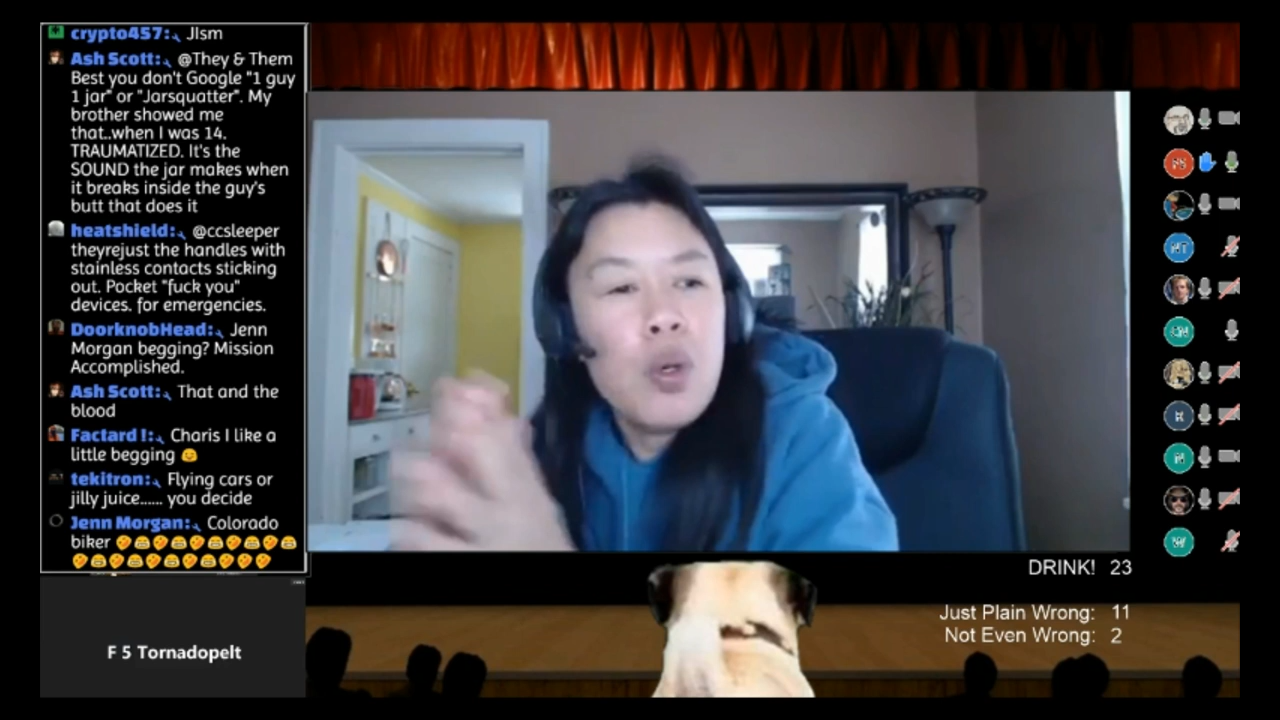 crypto457: JIsm
Ash Scott: @They & Them
Best you don't Google "1 guy
1 jar" or "Jarsquatter". My
brother showed me
that..when I was 14.
TRAUMATIZED. It's the
SOUND the jar makes when
it breaks inside the guy's
butt that does it
heatshield: @ccsleeper
theyrejust the handles with
stainless contacts sticking
out. Pocket "fuck you"
devices. for emergencies.
DoorknobHead: Jenn
Morgan begging? Mission
Accomplished.
Ash Scott: That and the
blood
Factard !: Charis I like a
little begging
tekitron: Flying cars or
jilly juice...... you decide
Jenn Morgan: Colorado
biker
F 5 Tornadopelt
DRINK! 23
Just Plain Wrong: 11
Not Even Wrong: 2